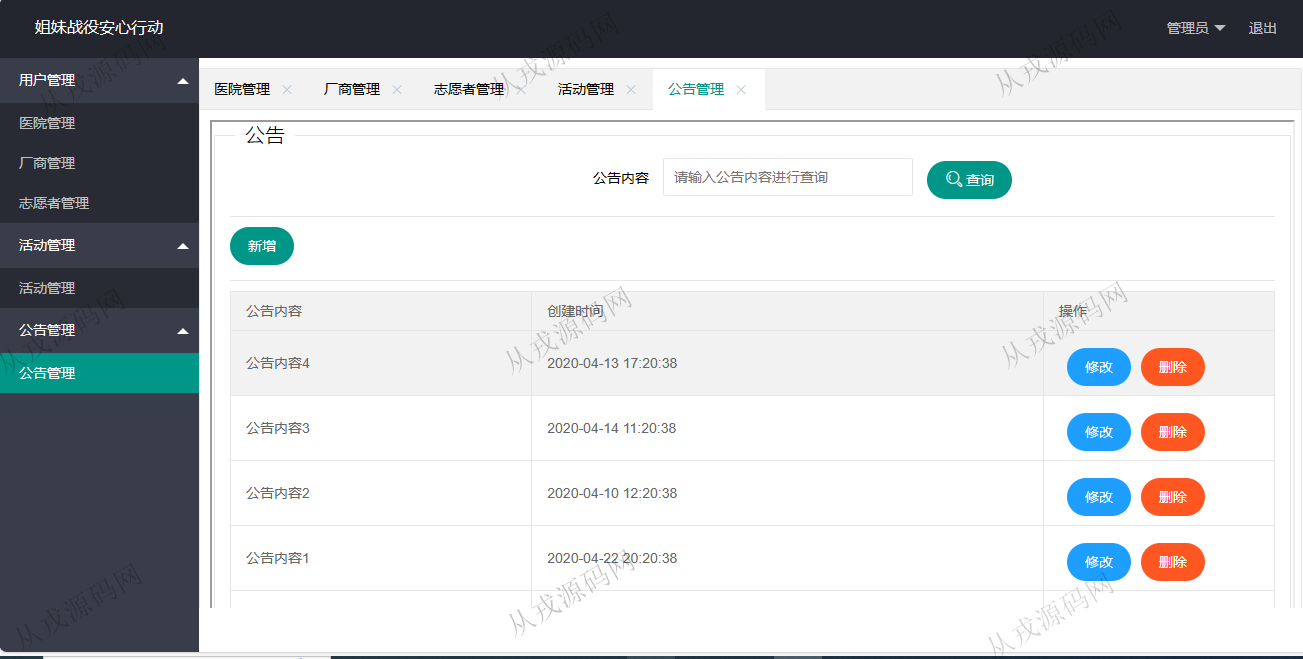 姐妹战役安心行动
管理员 退出
用户管理
医院管理
厂商管理
志愿者管理
活动管理
活动管理
公告管理
公告管理
医院管理 厂商管理 志愿者管理 活动管理 公告管理
公告
公告内容 请输入公告内容进行查询 查询
新增
公告内容 创建时间 操作
公告内容4 2020-04-13 17:20:38 修改 删除
公告内容3 2020-04-14 11:20:38 修改 删除
公告内容2 2020-04-10 12:20:38 修改 删除
公告内容1 2020-04-22 20:20:38 修改 删除
从戎源码网
从戎源码网
从戎源码网
从戎源码网
从戎源码网
从戎源码网
从戎源码网
从戎源码网
从戎源码网